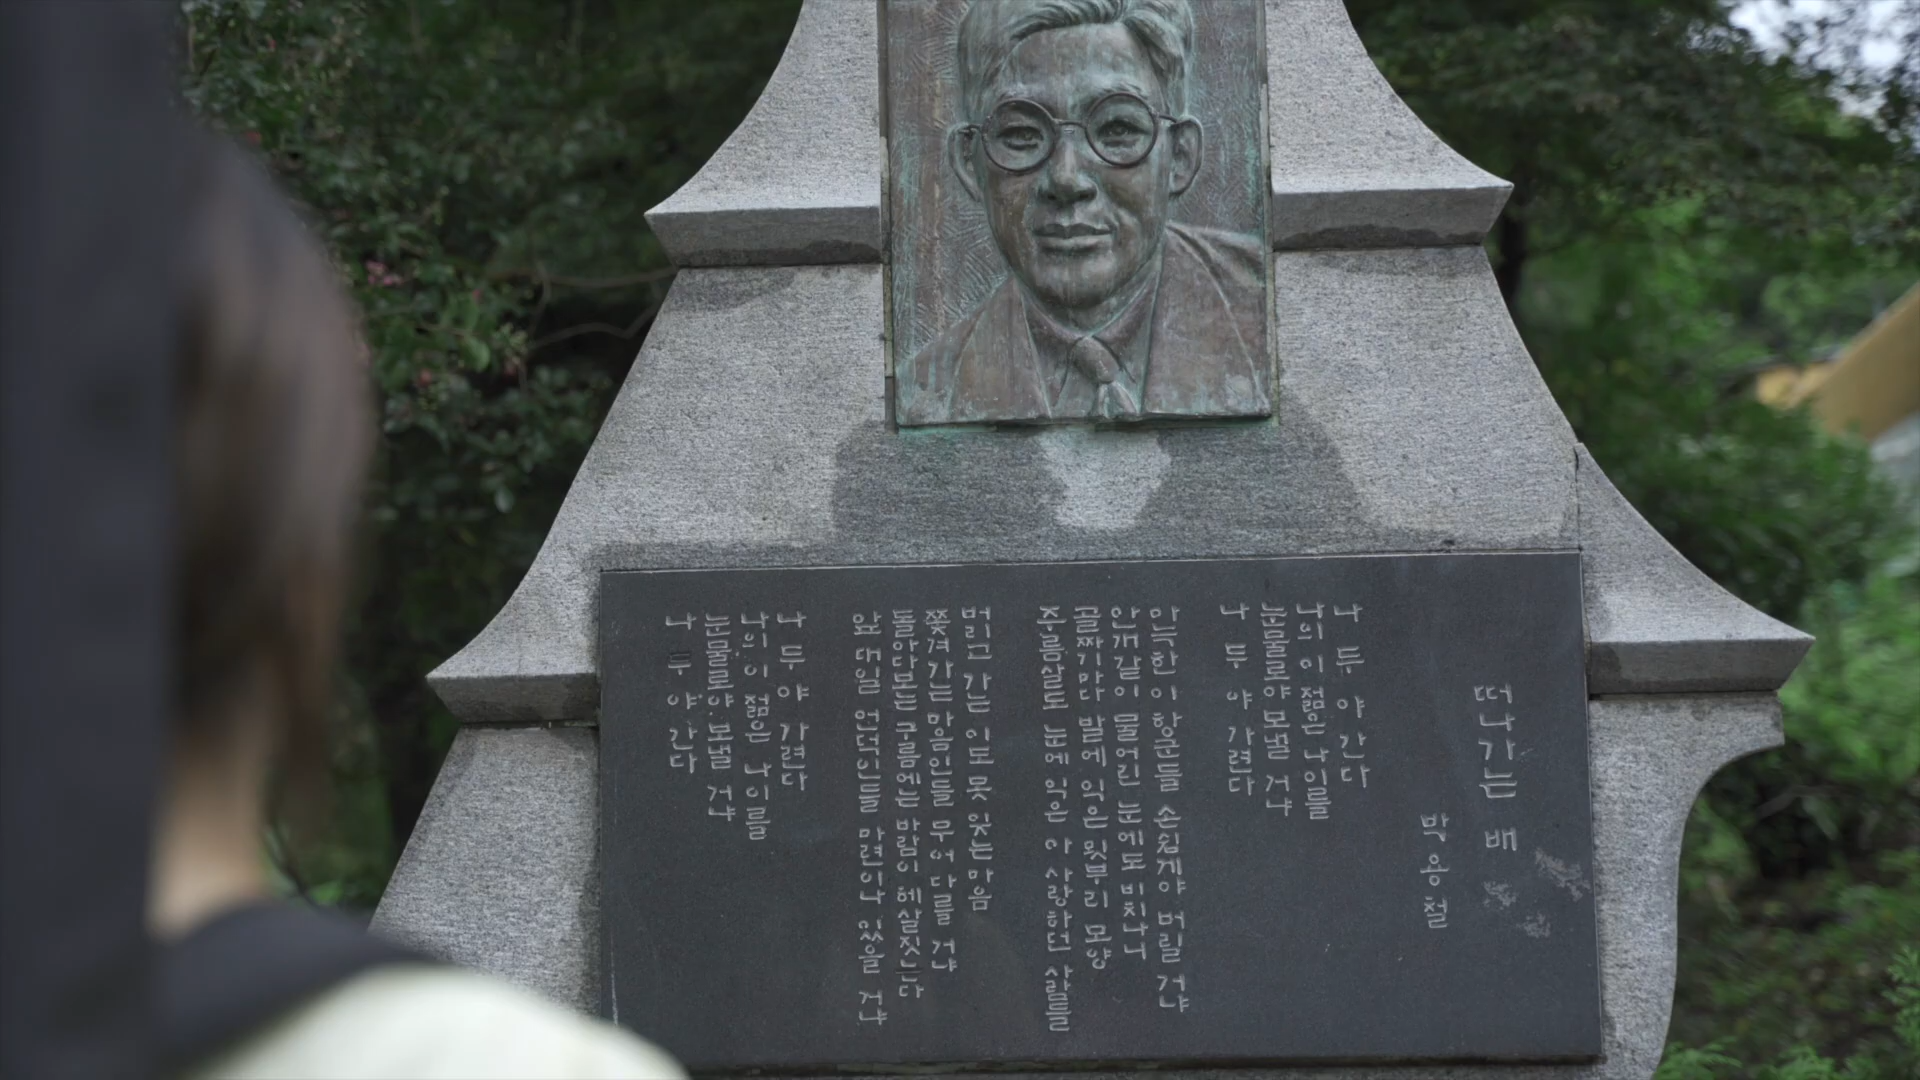 떠나가는 배
박용철
나 두 야 간다
나의 이 젊은 나이를
눈물로야 보낼 거냐
나 두 야 가련다
아늑한 이 항군들 손쉽게야 버릴 거냐
안개같이 물어린 눈에도 비치나니
골짜기마다 발에 익은 묏부리 모양
주름살도 눈에 익은 아 사랑하던 사람들
버리고 가는 이도 못 잊는 마음
쫓겨가는 마음인들 무어 다를 거냐
돌아다보는 구름에는 바람이 헤살짓는다
앞 대일 언덕인들 마련이나 있을 거냐
나 두 야 가련다
나의 이 젊은 나이를
눈물로야 보낼 거냐
나 두 야 간다